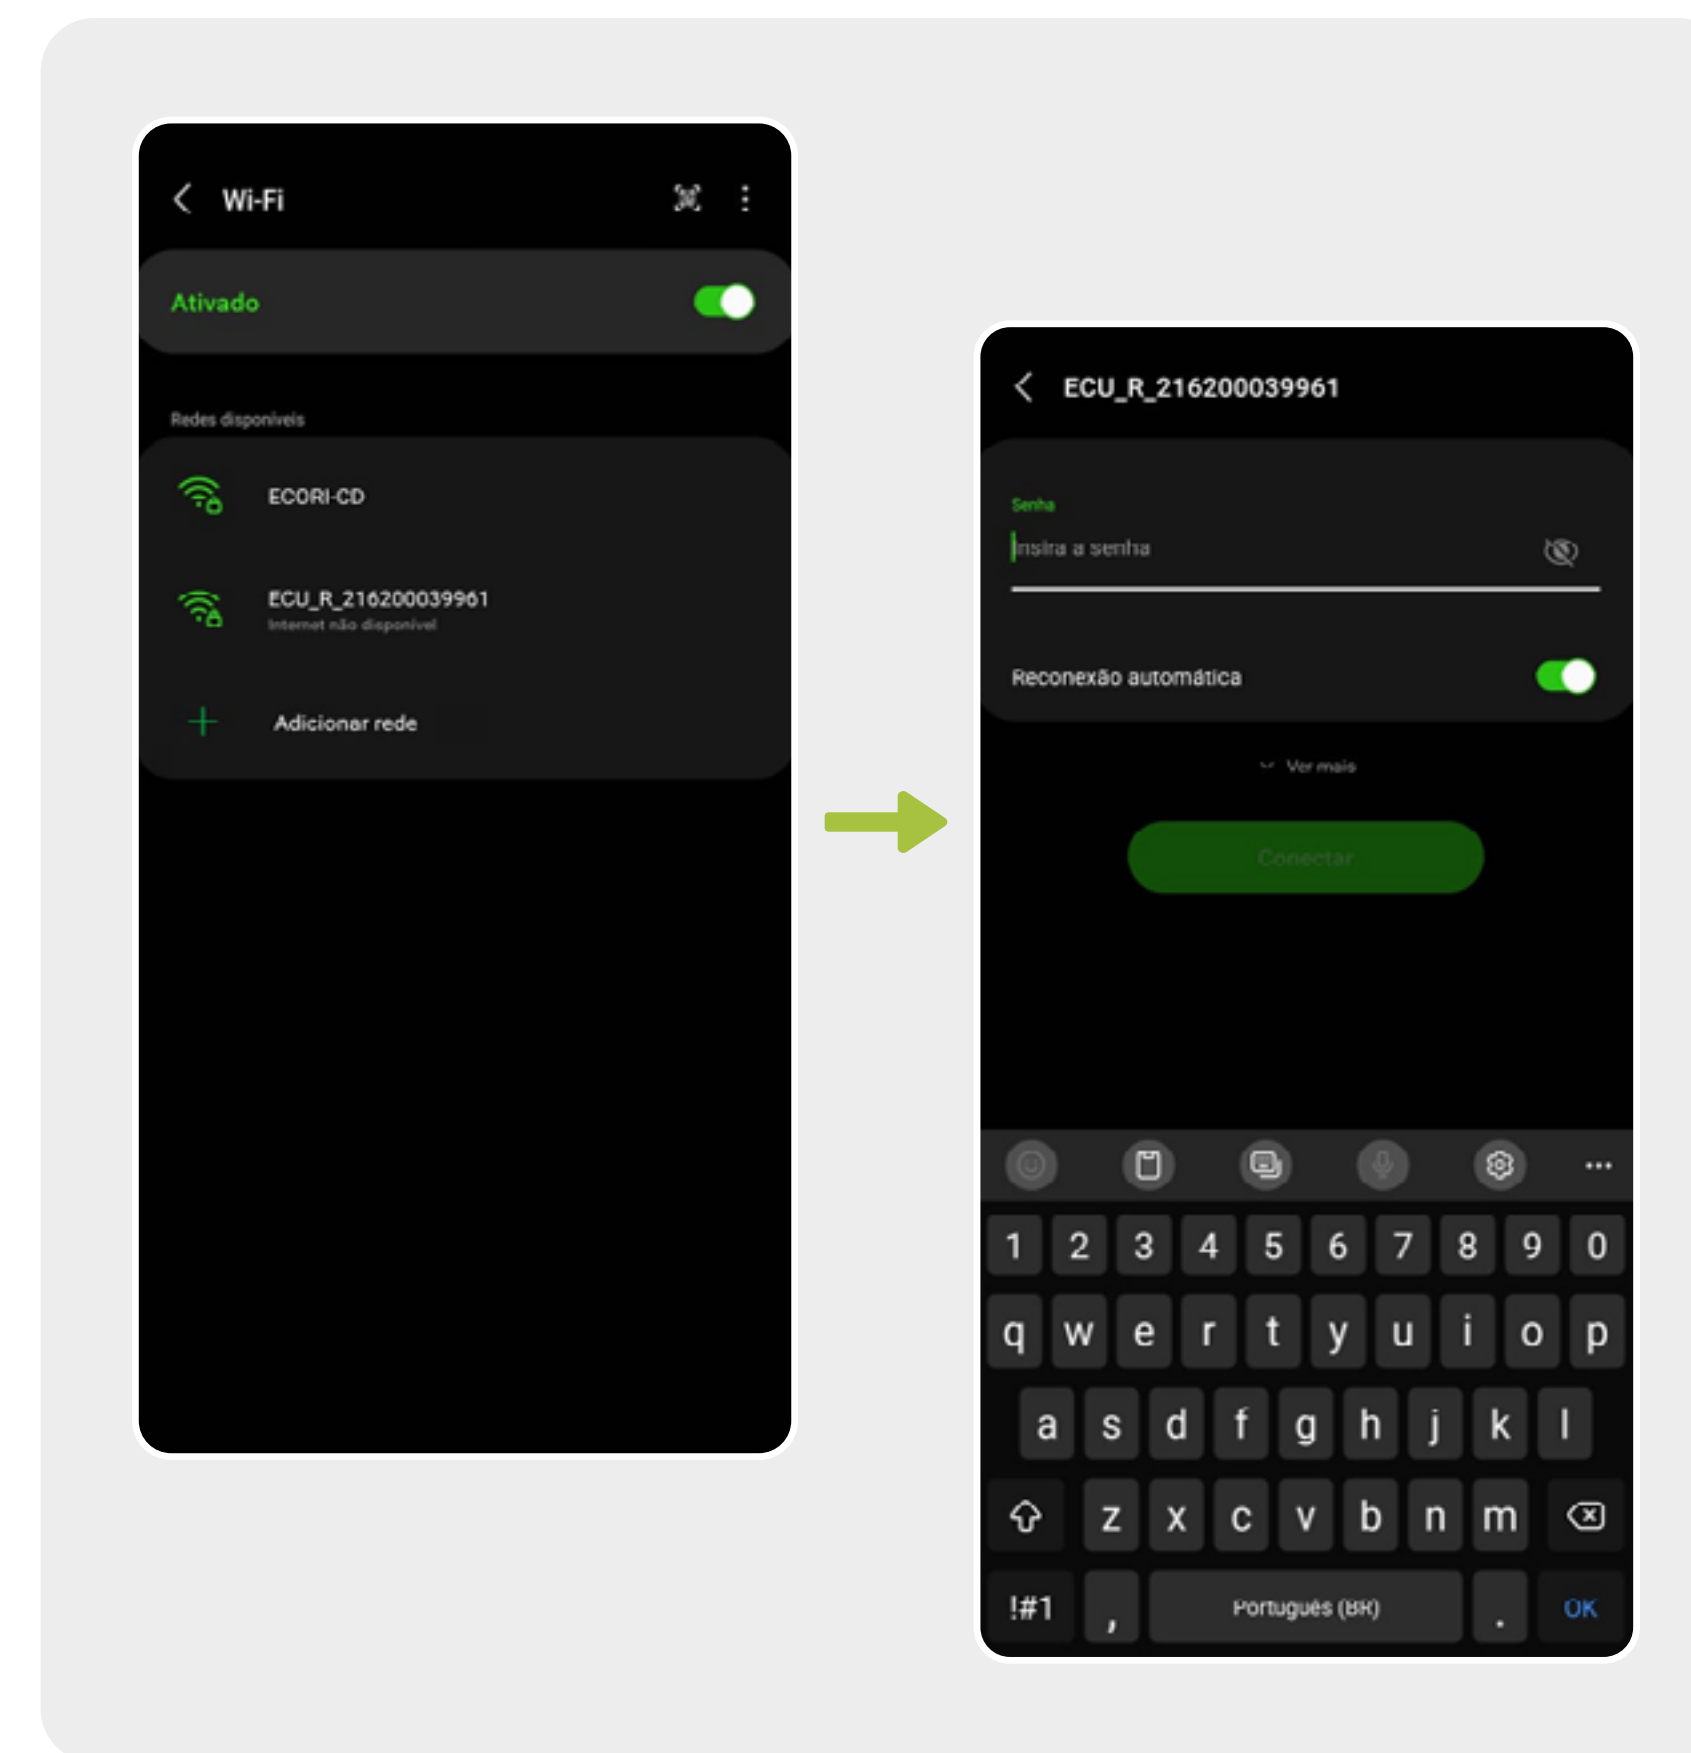 Wi-Fi
Ativado
Redes disponíveis
ECORI-CD
ECU_R_216200039961
Internet não disponível
Adicionar rede
ECU_R_216200039961
Senha
Insira a senha
Reconexão automática
Ver mais
Conectar
1 2 3 4 5 6 7 8 9 0
q w e r t y u i o p
a s d f g h j k l
z x c v b n m
!#1 , Português (BR) . OK